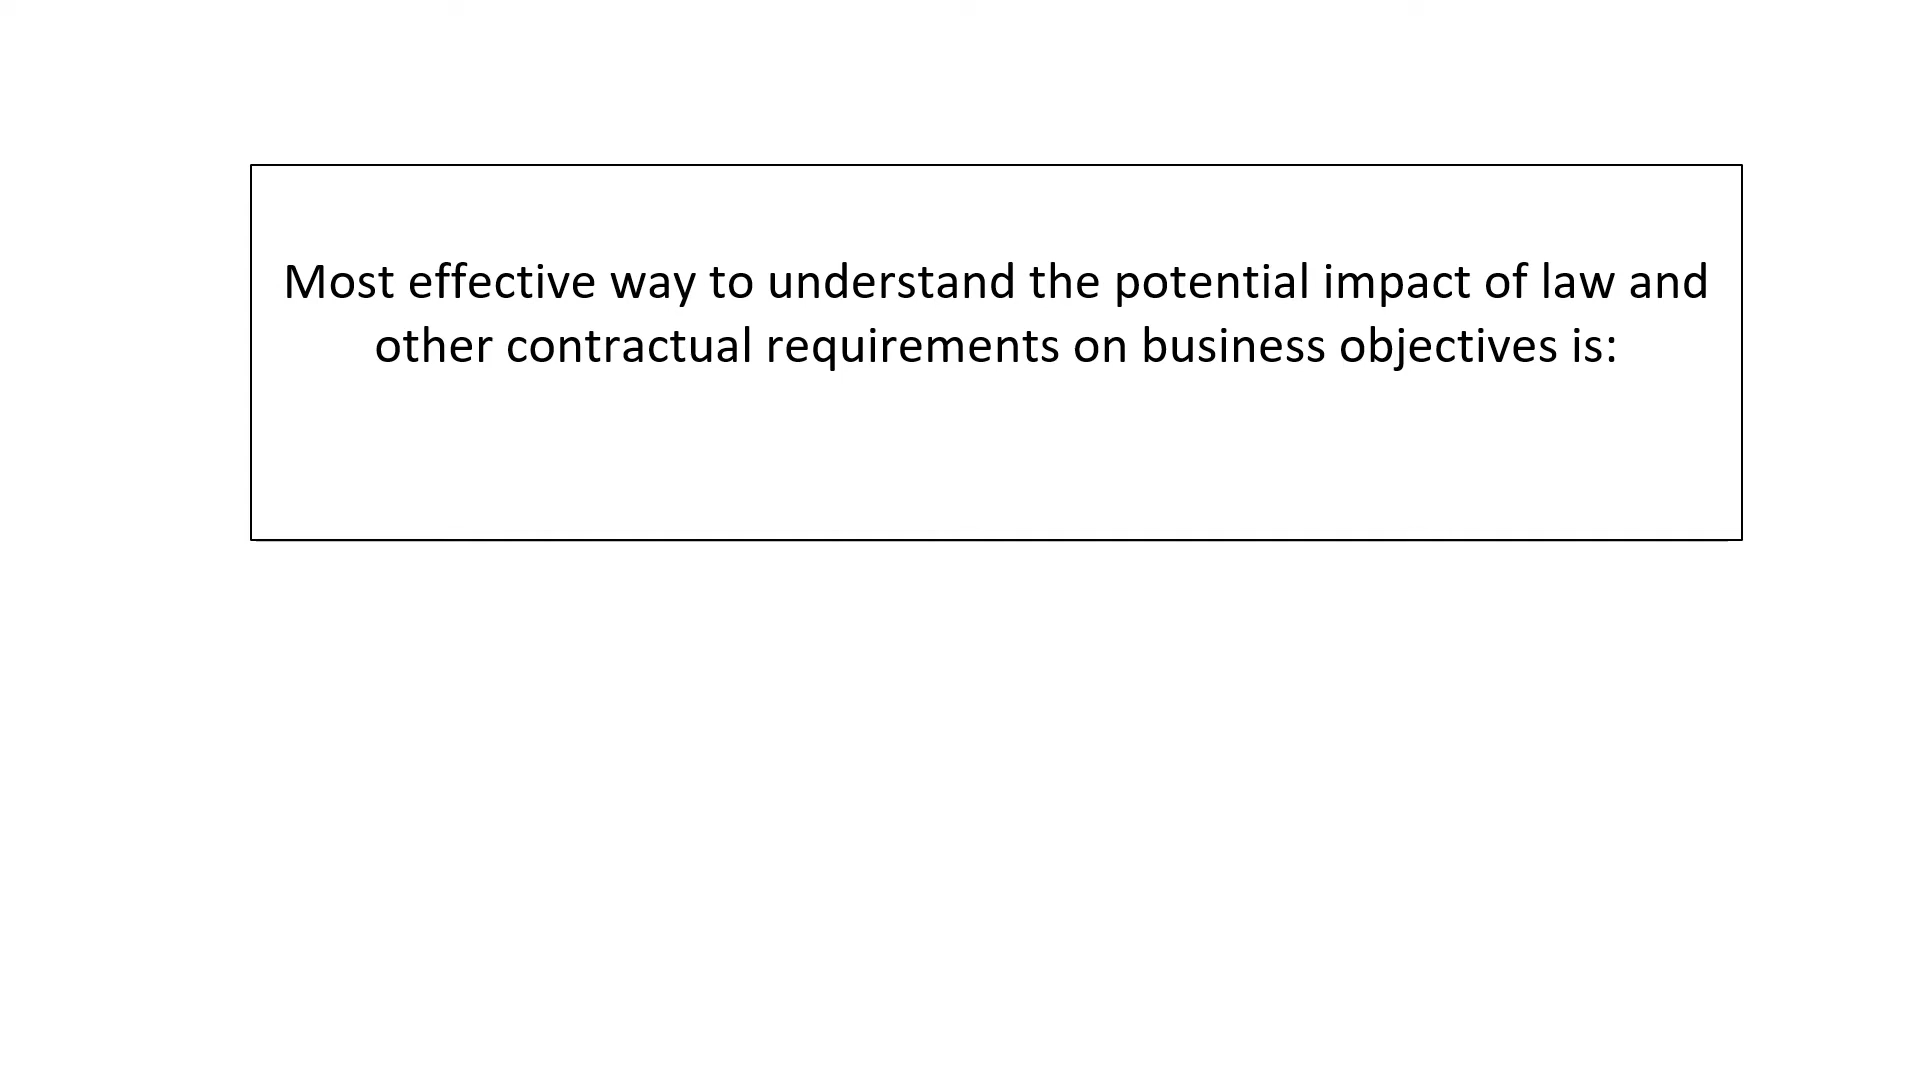 Most effective way to understand the potential impact of law and
other contractual requirements on business objectives is: